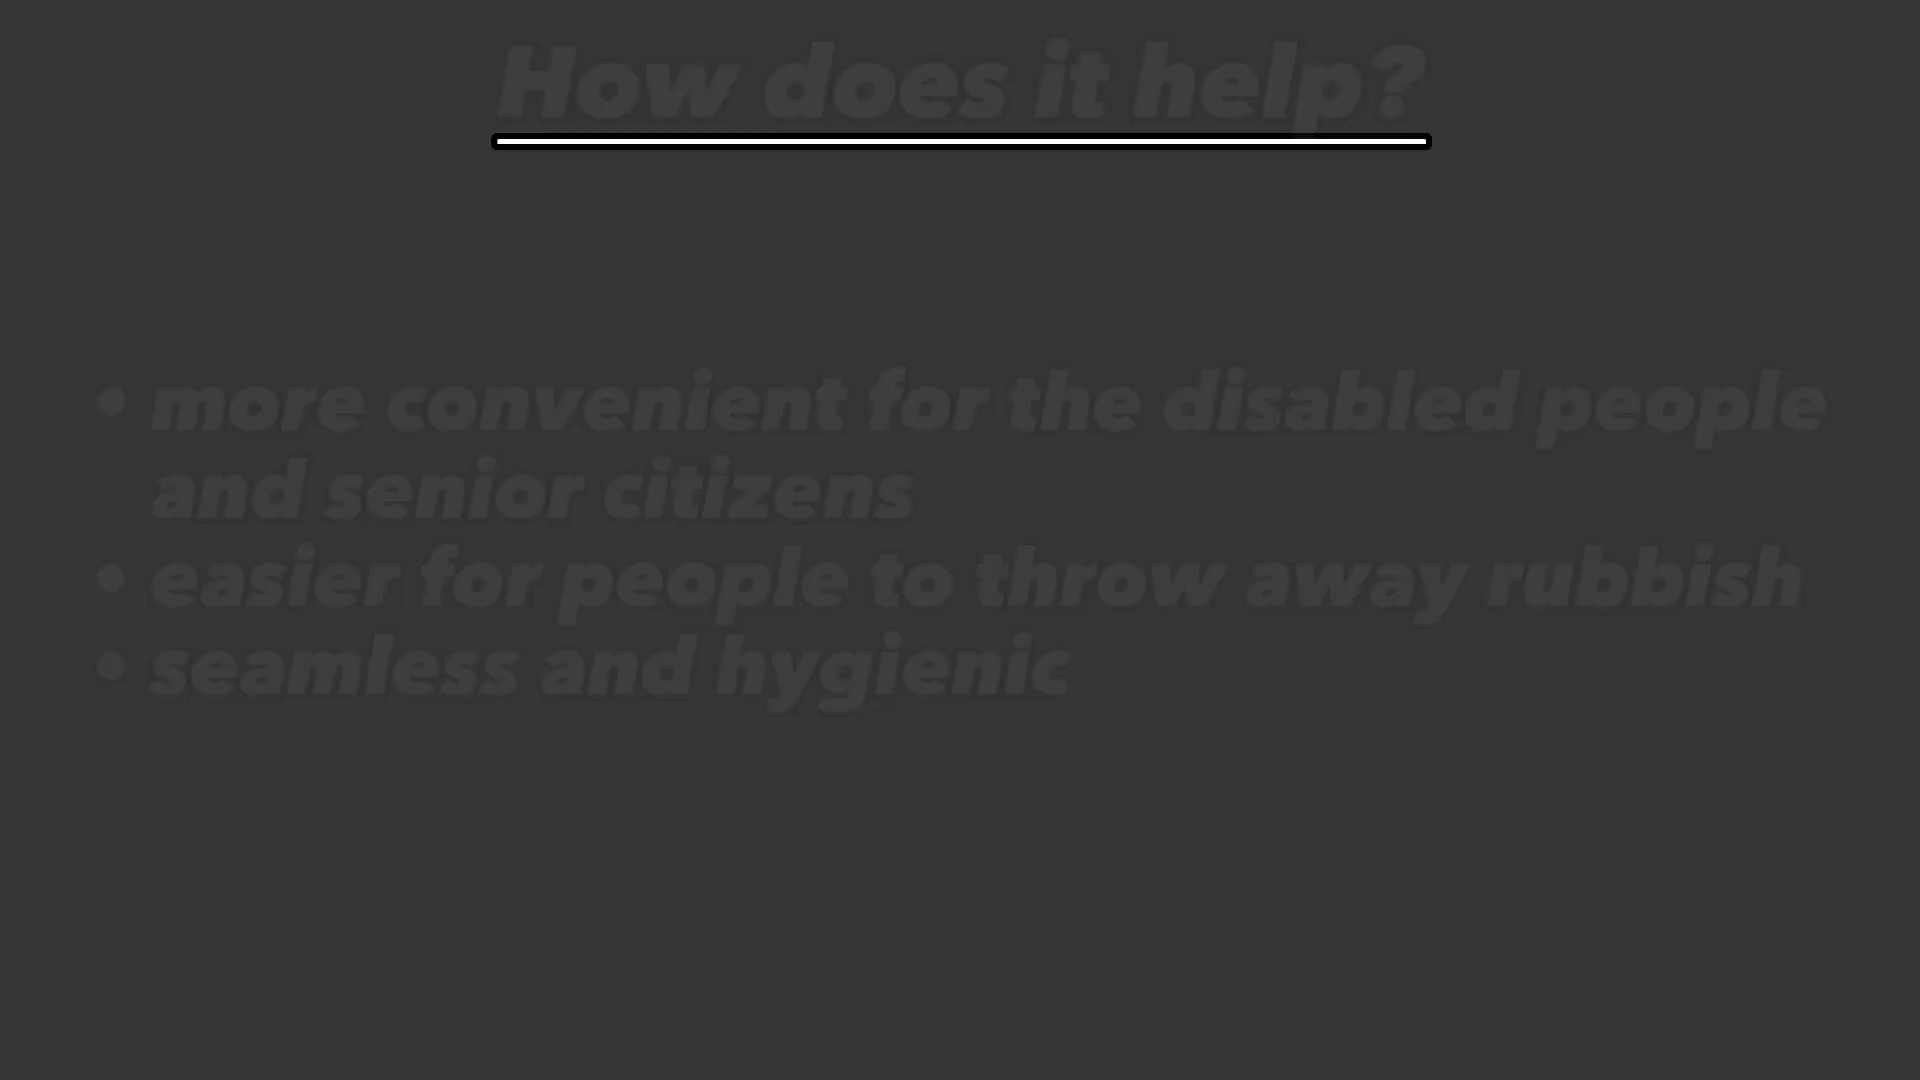 How does it help?
• more convenient for the disabled people
and senior citizens
• easier for people to throw away rubbish
• seamless and hygienic